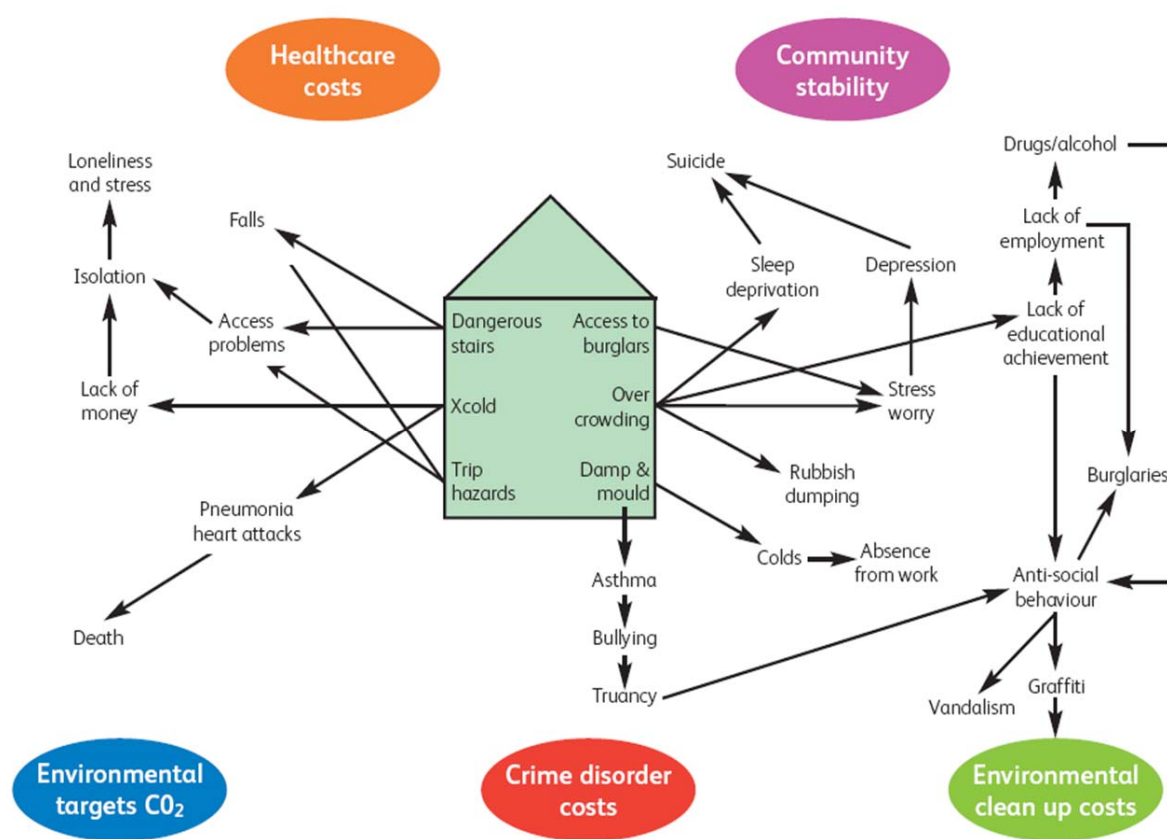 Healthcare
costs
Community
stability
Loneliness
and stress
Falls
Isolation
Access
problems
Lack of
money
Pneumonia
heart attacks
Death
Dangerous
stairs
Xcold
Trip
hazards
Access to
burglars
Over
crowding
Damp &
mould
Suicide
Sleep
deprivation
Depression
Stress
worry
Rubbish
dumping
Colds
Absence
from work
Asthma
Bullying
Truancy
Drugs/alcohol
Lack of
employment
Lack of
educational
achievement
Burglaries
Anti-social
behaviour
Vandalism
Graffiti
Environmental
targets C0₂
Crime disorder
costs
Environmental
clean up costs